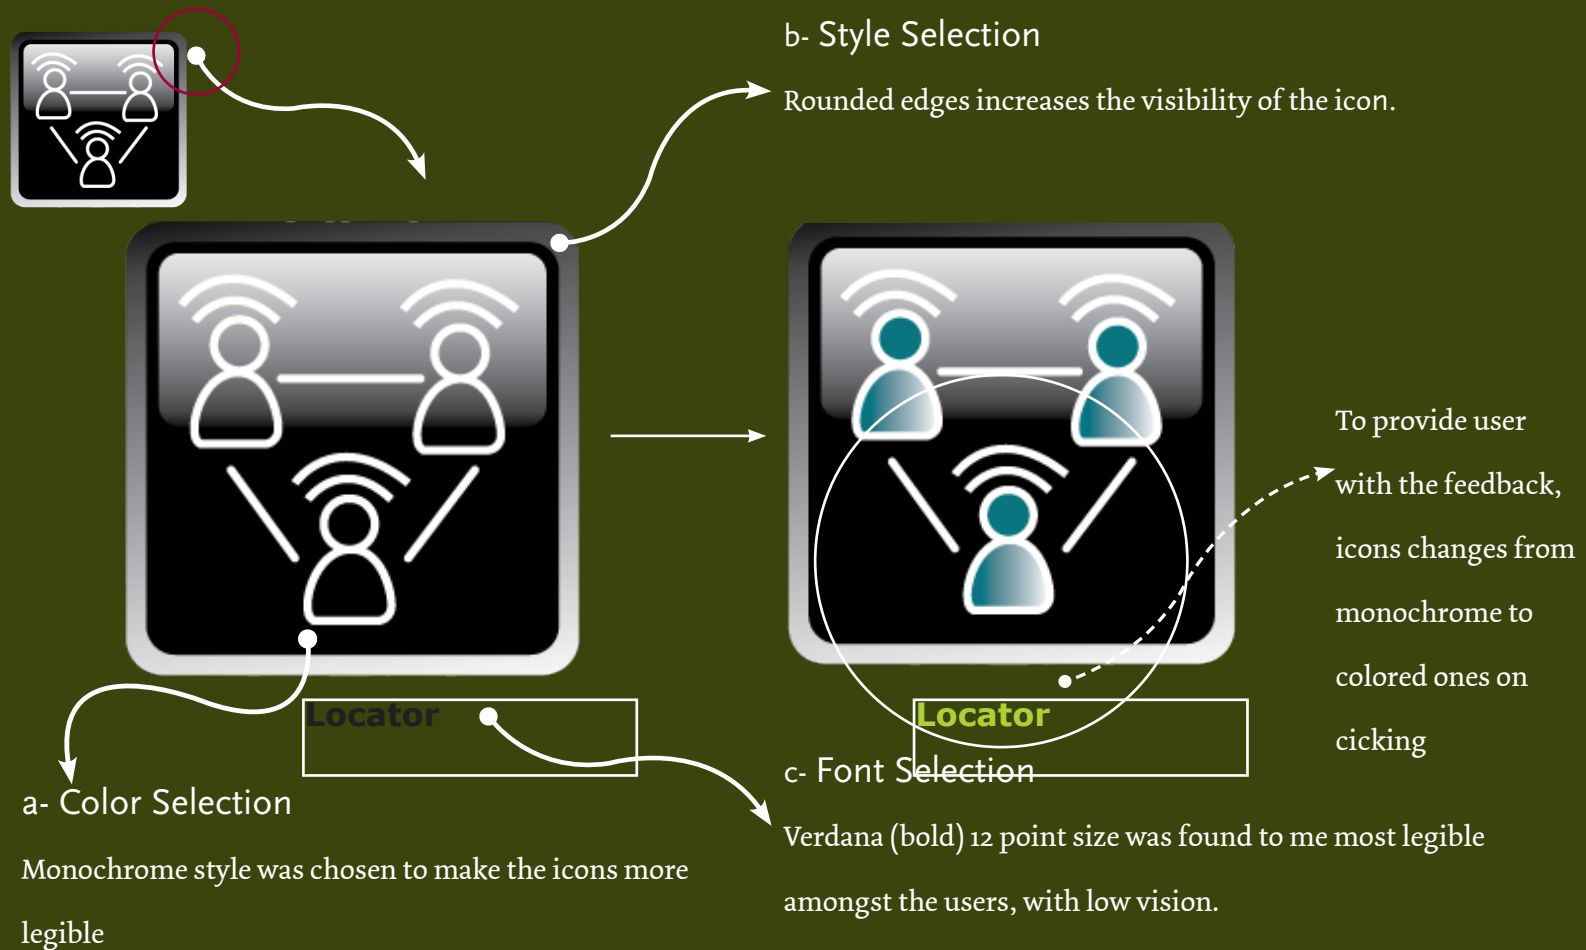 b- Style Selection
Rounded edges increases the visibility of the icon.
To provide user
with the feedback,
icons changes from
monochrome to
colored ones on
cicking
Locator
Locator
a- Color Selection
Monochrome style was chosen to make the icons more
legible
c- Font Selection
Verdana (bold) 12 point size was found to me most legible
amongst the users, with low vision.